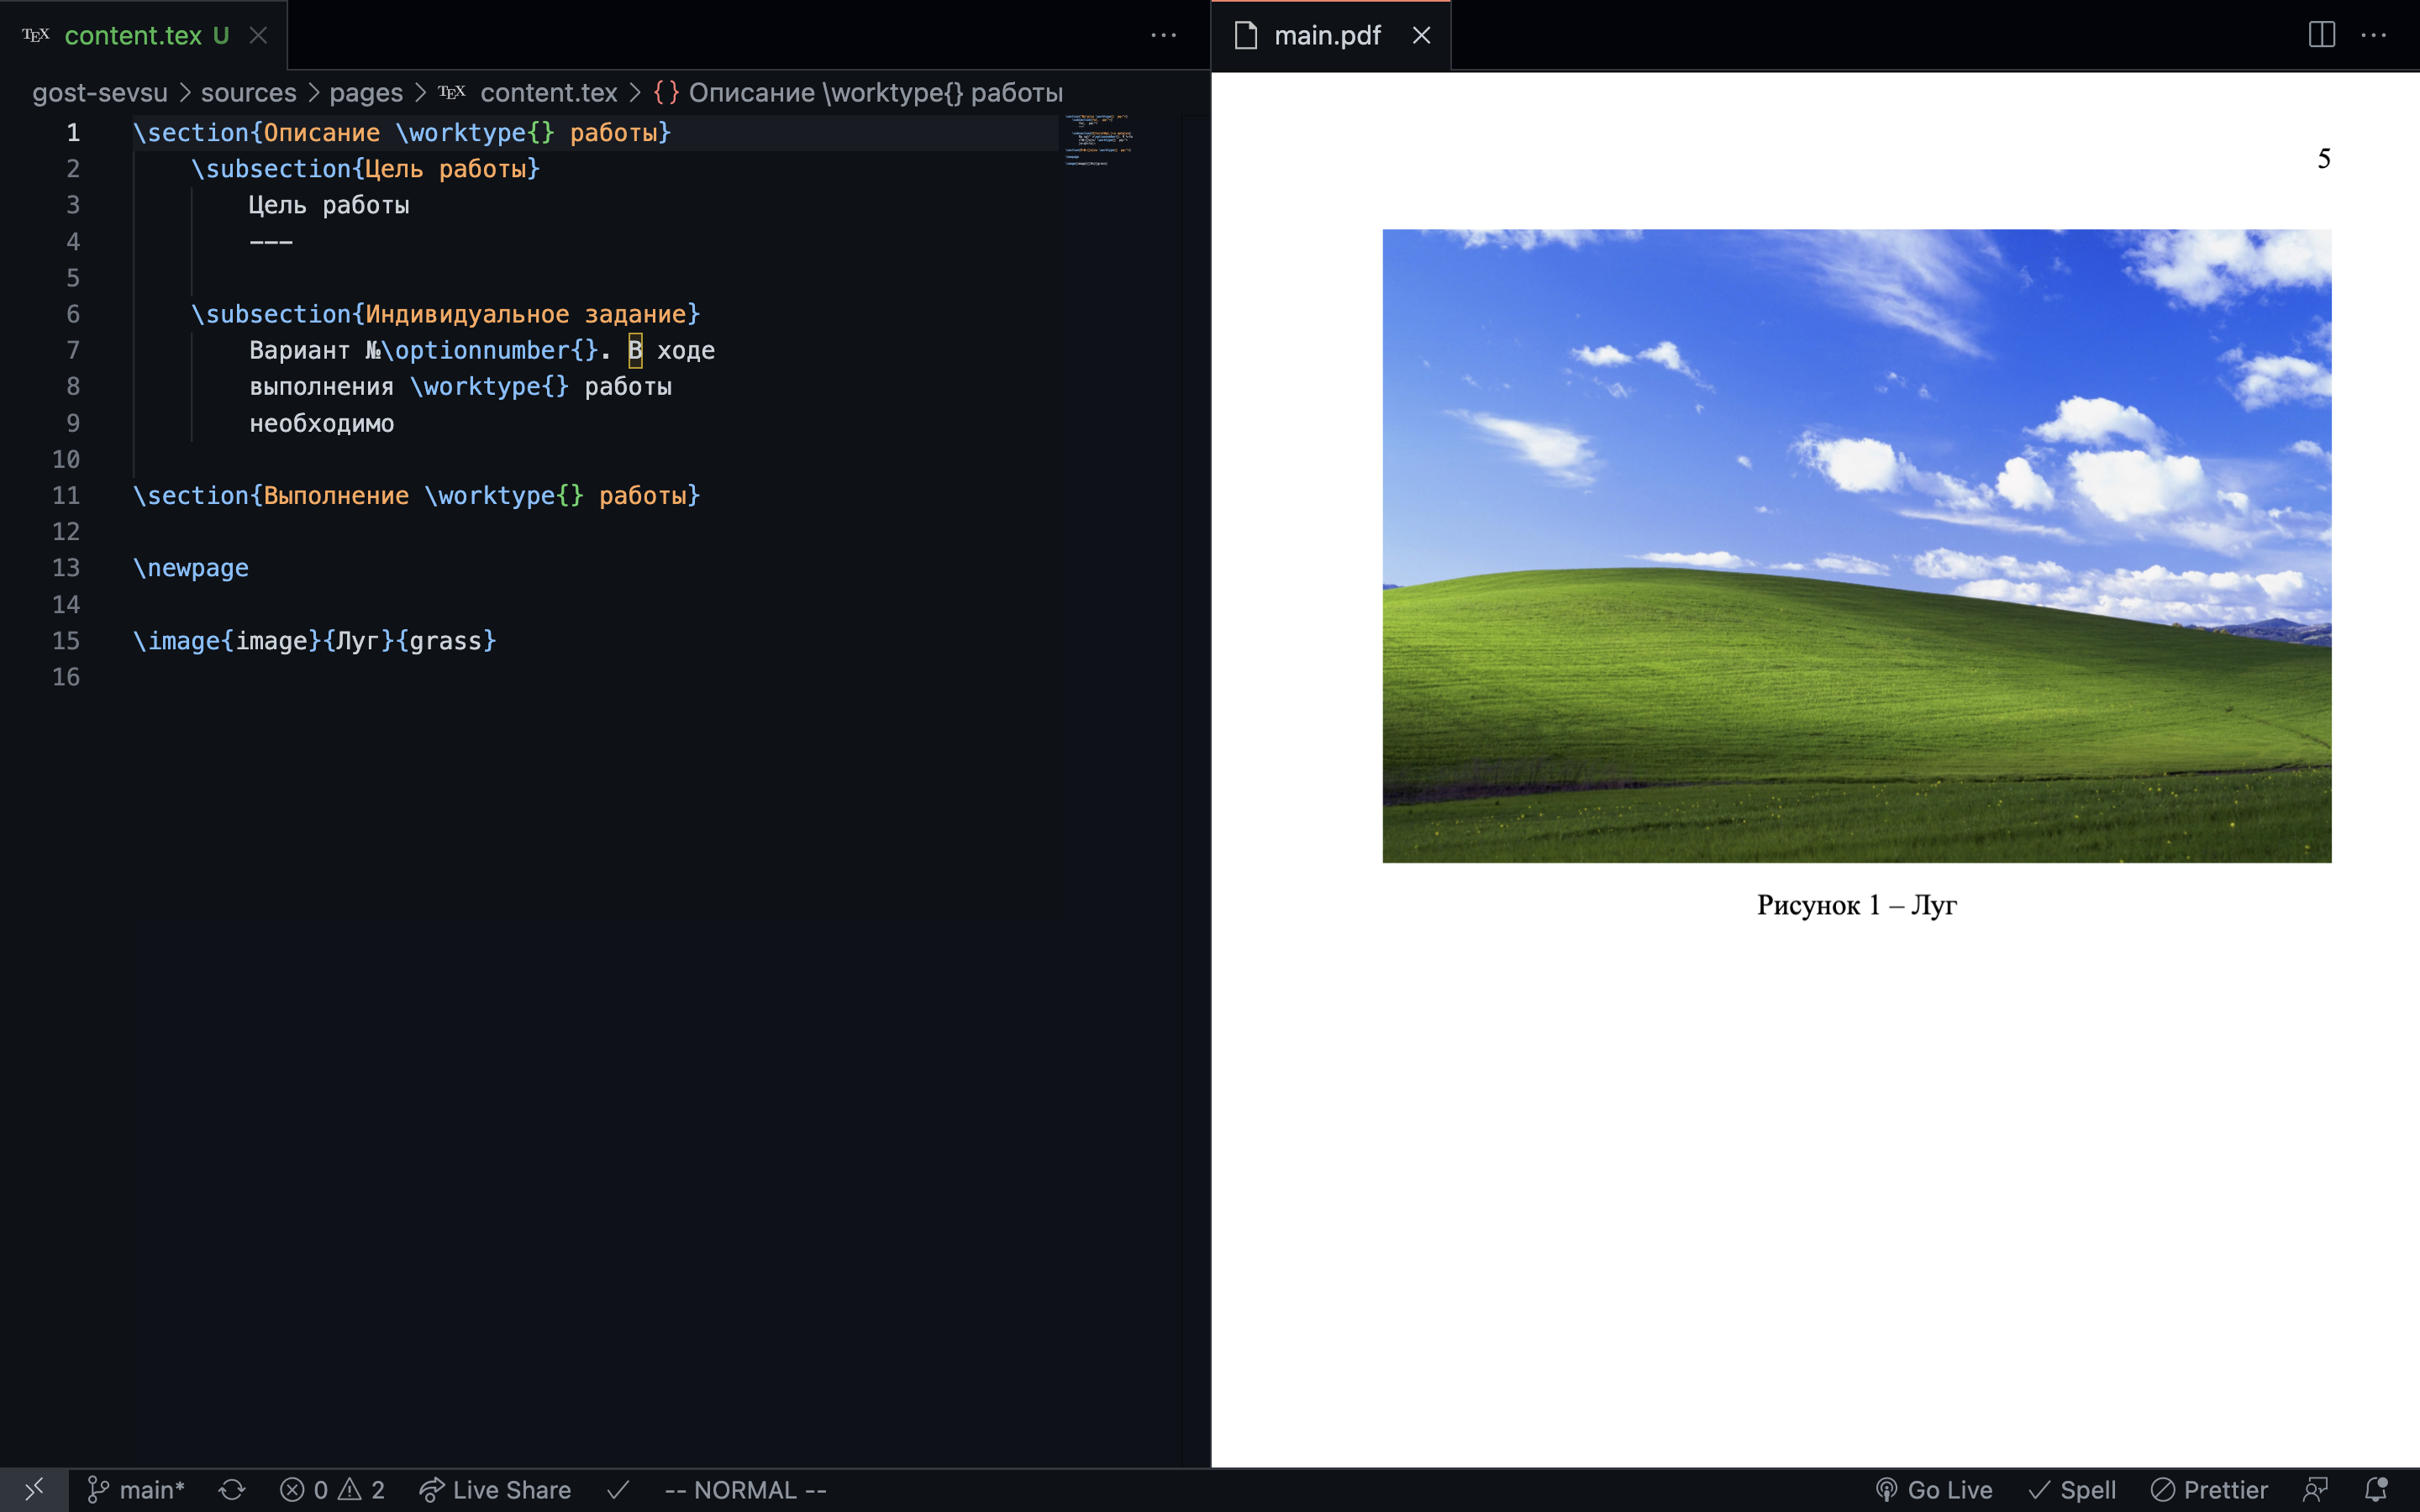 TEX content.tex U
main.pdf
gost-sevsu > sources > pages > TEX content.tex > {} Описание \worktype{} работы
1 \section{Описание \worktype{} работы}
2 \subsection{Цель работы}
3 Цель работы
4 ---
5
6 \subsection{Индивидуальное задание}
7 Вариант №\optionnumber{}. В ходе
8 выполнения \worktype{} работы
9 необходимо
10
11 \section{Выполнение \worktype{} работы}
12
13 \newpage
14
15 \image{image}{Луг}{grass}
16
5
Рисунок 1 – Луг
main* 0 2 Live Share -- NORMAL -- Go Live Spell Prettier